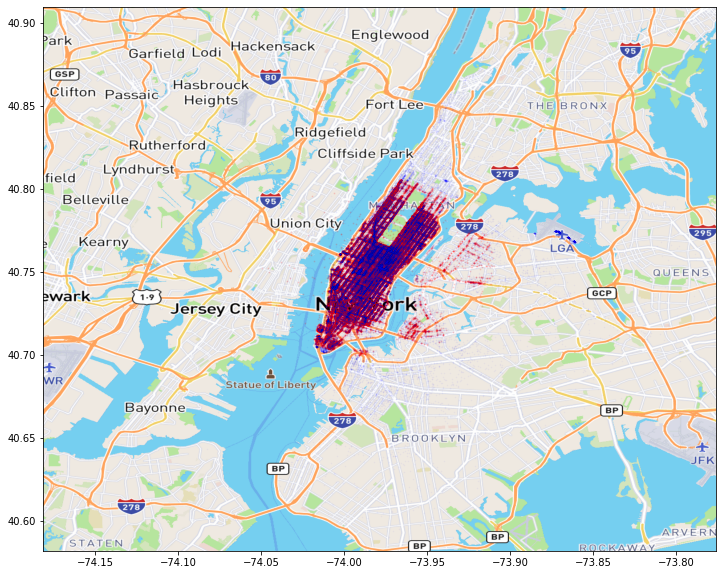 40.90
40.85
40.80
40.75
40.70
40.65
40.60
Park
GSP
Garfield
Lodi
Hackensack
Englewood
95
80
Clifton
Passaic
Hasbrouck
Heights
Fort Lee
THE BRONX
Ridgefield
Rutherford
Cliffside Park
Lyndhurst
278
field
95
Belleville
Union City
278
295
Kearny
LGA
QUEENS
ewark
1-9
Jersey City
GCP
WR
Statue of Liberty
Bayonne
278
BP
BROOKLYN
BP
JFK
278
STATEN
BP
BP
ROCKAWAY
ARVERN
−74.15
−74.10
−74.05
−74.00
−73.95
−73.90
−73.85
−73.80